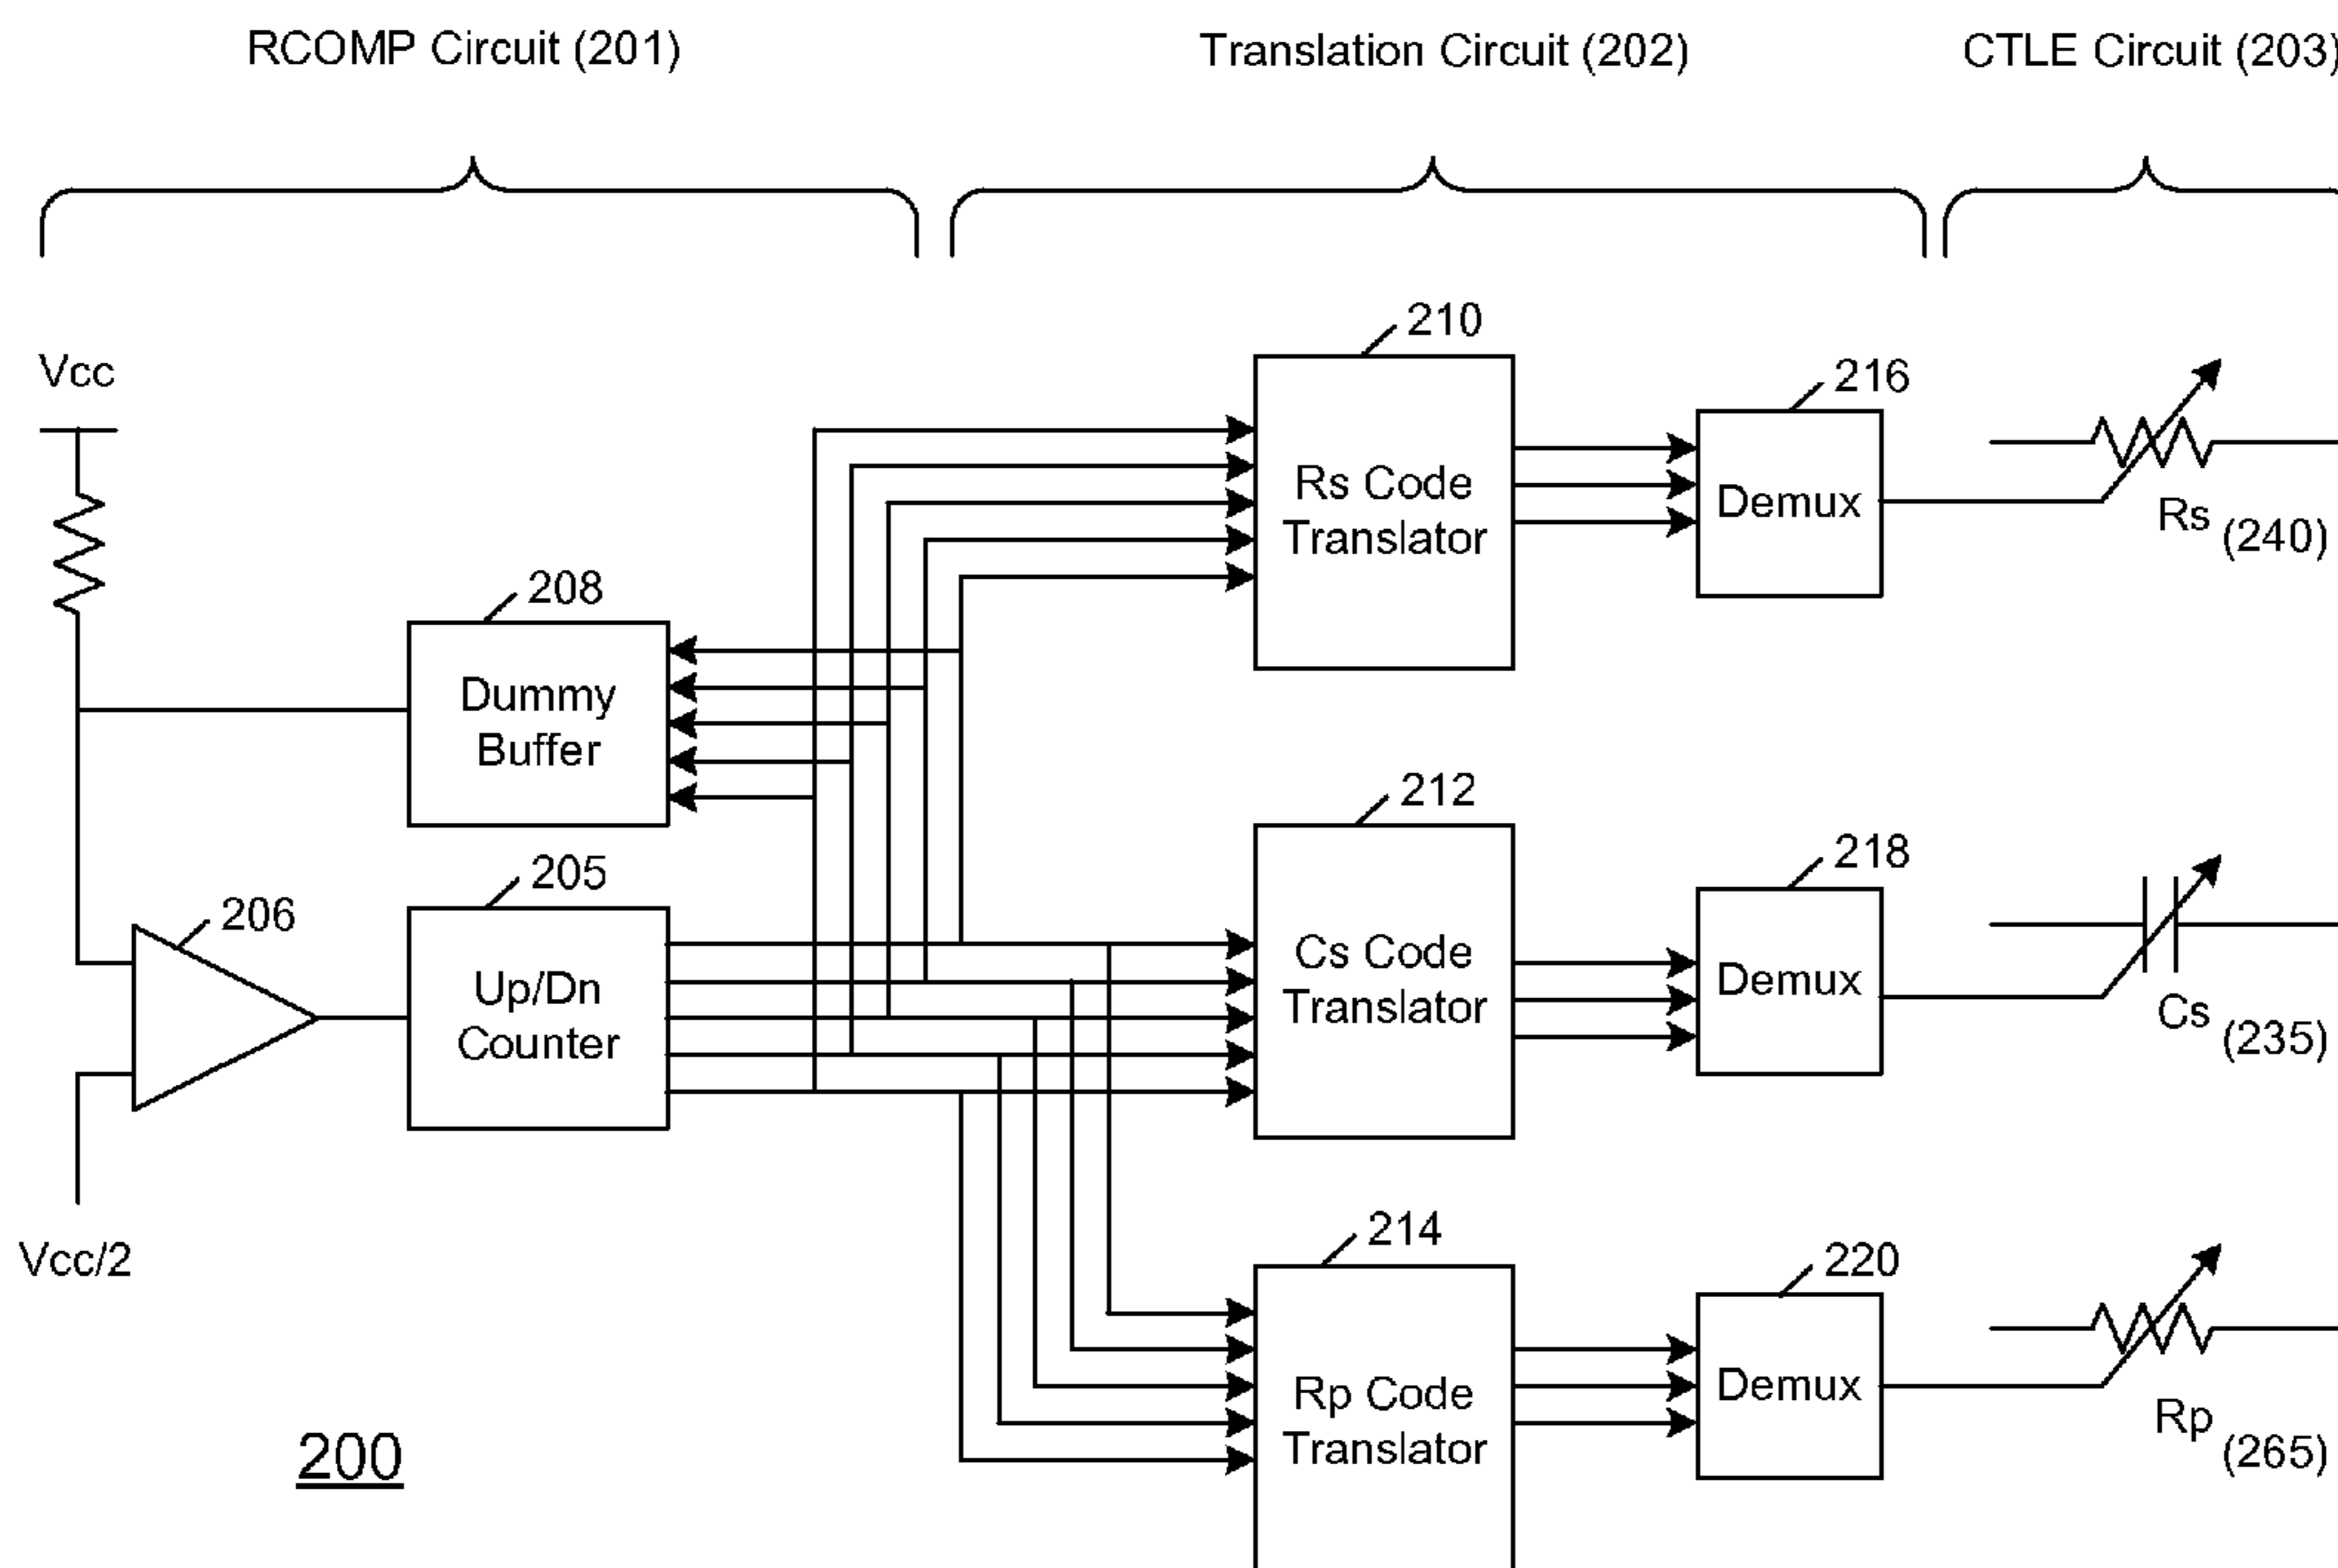 RCOMP Circuit (201)
Translation Circuit (202)
CTLE Circuit (203)
Vcc
210
Rs Code
Translator
216
Demux
Rs
(240)
208
Dummy
Buffer
206
205
Up/Dn
Counter
212
Cs Code
Translator
218
Demux
Cs
(235)
Vcc/2
214
Rp Code
Translator
220
Demux
Rp
(265)
200